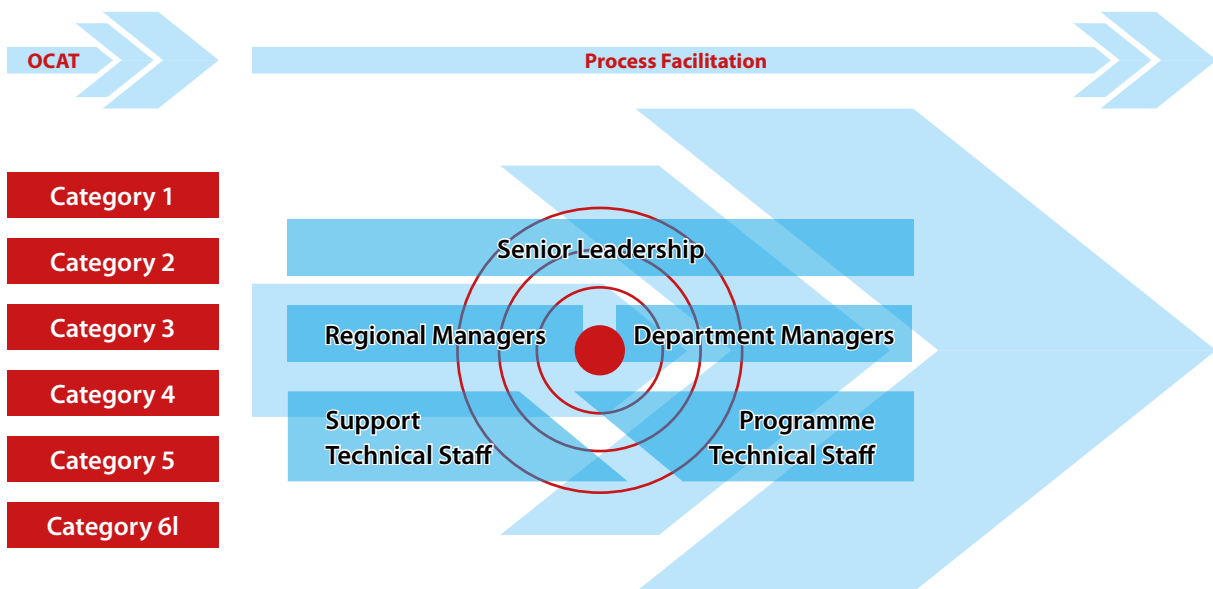 OCAT
Process Facilitation
Category 1
Category 2
Category 3
Category 4
Category 5
Category 6l
Senior Leadership
Regional Managers
Department Managers
Support
Technical Staff
Programme
Technical Staff